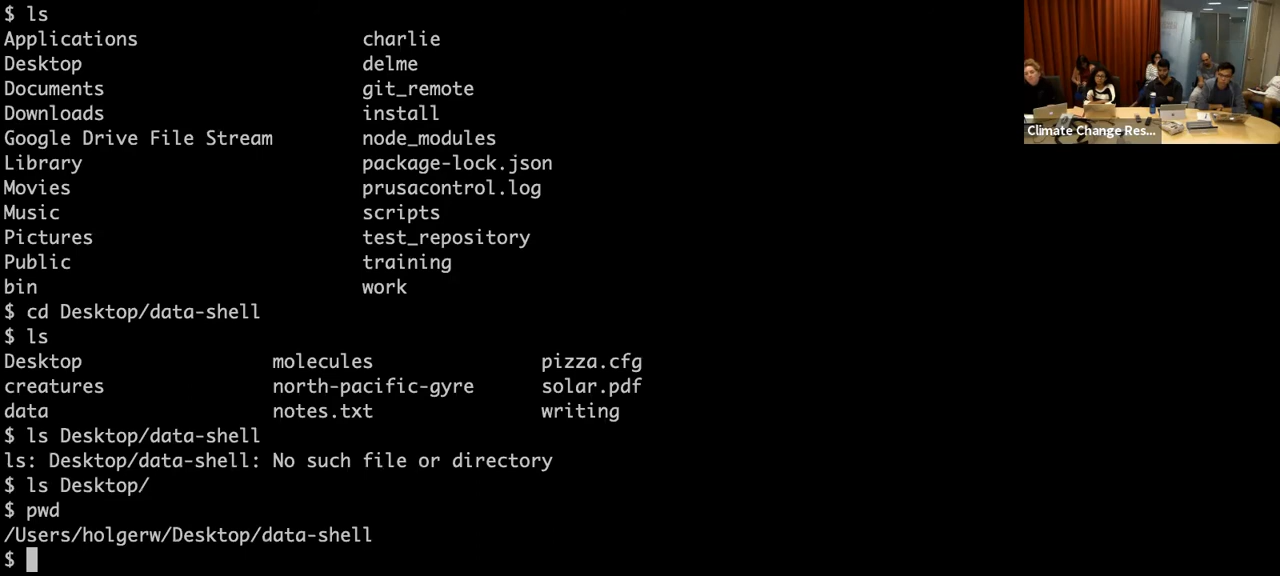 $ ls
Applications charlie
Desktop delme
Documents git_remote
Downloads install
Google Drive File Stream node_modules
Library package-lock.json
Movies prusacontrol.log
Music scripts
Pictures test_repository
Public training
bin work
$ cd Desktop/data-shell
$ ls
Desktop molecules pizza.cfg
creatures north-pacific-gyre solar.pdf
data notes.txt writing
$ ls Desktop/data-shell
ls: Desktop/data-shell: No such file or directory
$ ls Desktop/
$ pwd
/Users/holgerw/Desktop/data-shell
$
Climate Change Res...